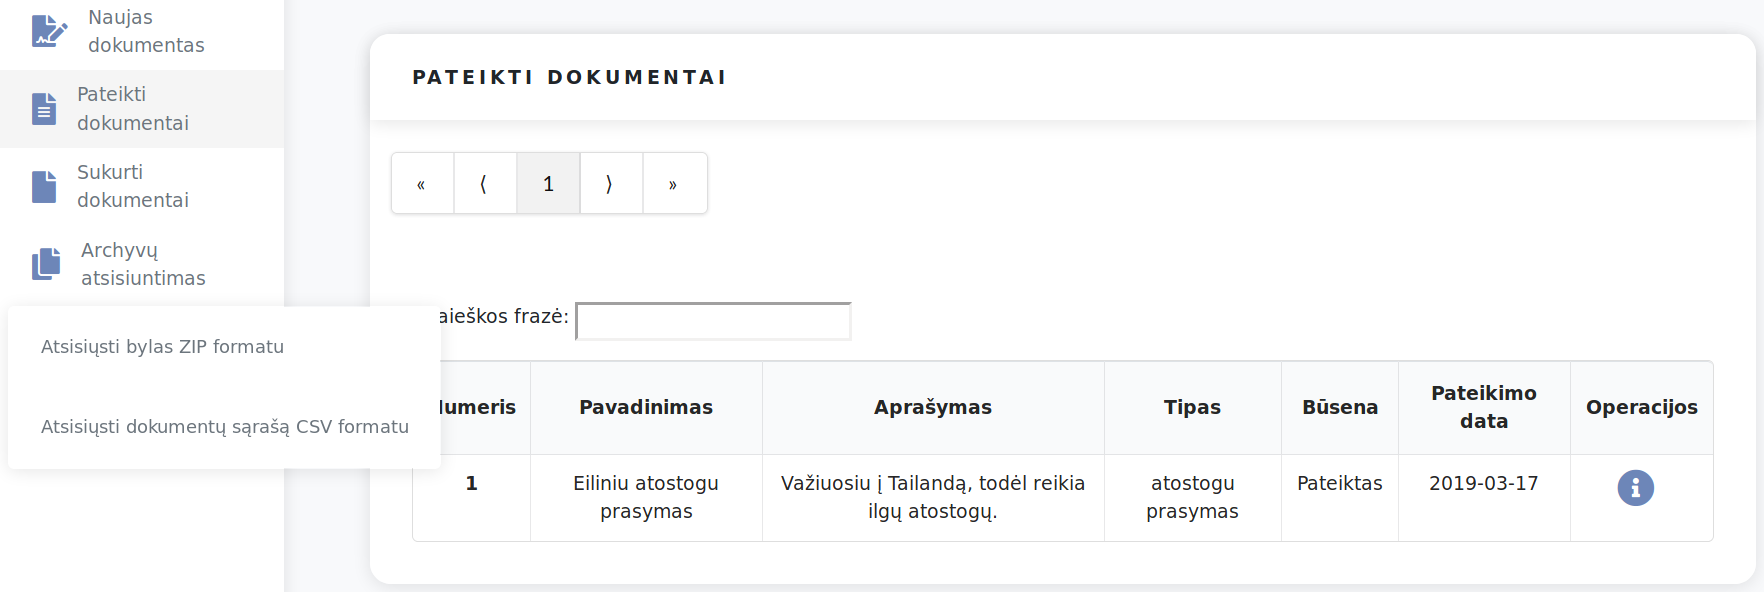 Naujas
dokumentas
Pateikti
dokumentai
Sukurti
dokumentai
Archyvų
atsisiuntimas
Atsisiųsti bylas ZIP formatu
Atsisiųsti dokumentų sąrašą CSV formatu
PATEIKTI DOKUMENTAI
« ⟨ 1 ⟩ »
aieškos frazė:
umeris Pavadinimas Aprašymas Tipas Būsena Pateikimo data Operacijos
1 Eiliniu atostogu prasymas Važiuosiu į Tailandą, todėl reikia ilgų atostogų. atostogu prasymas Pateiktas 2019-03-17